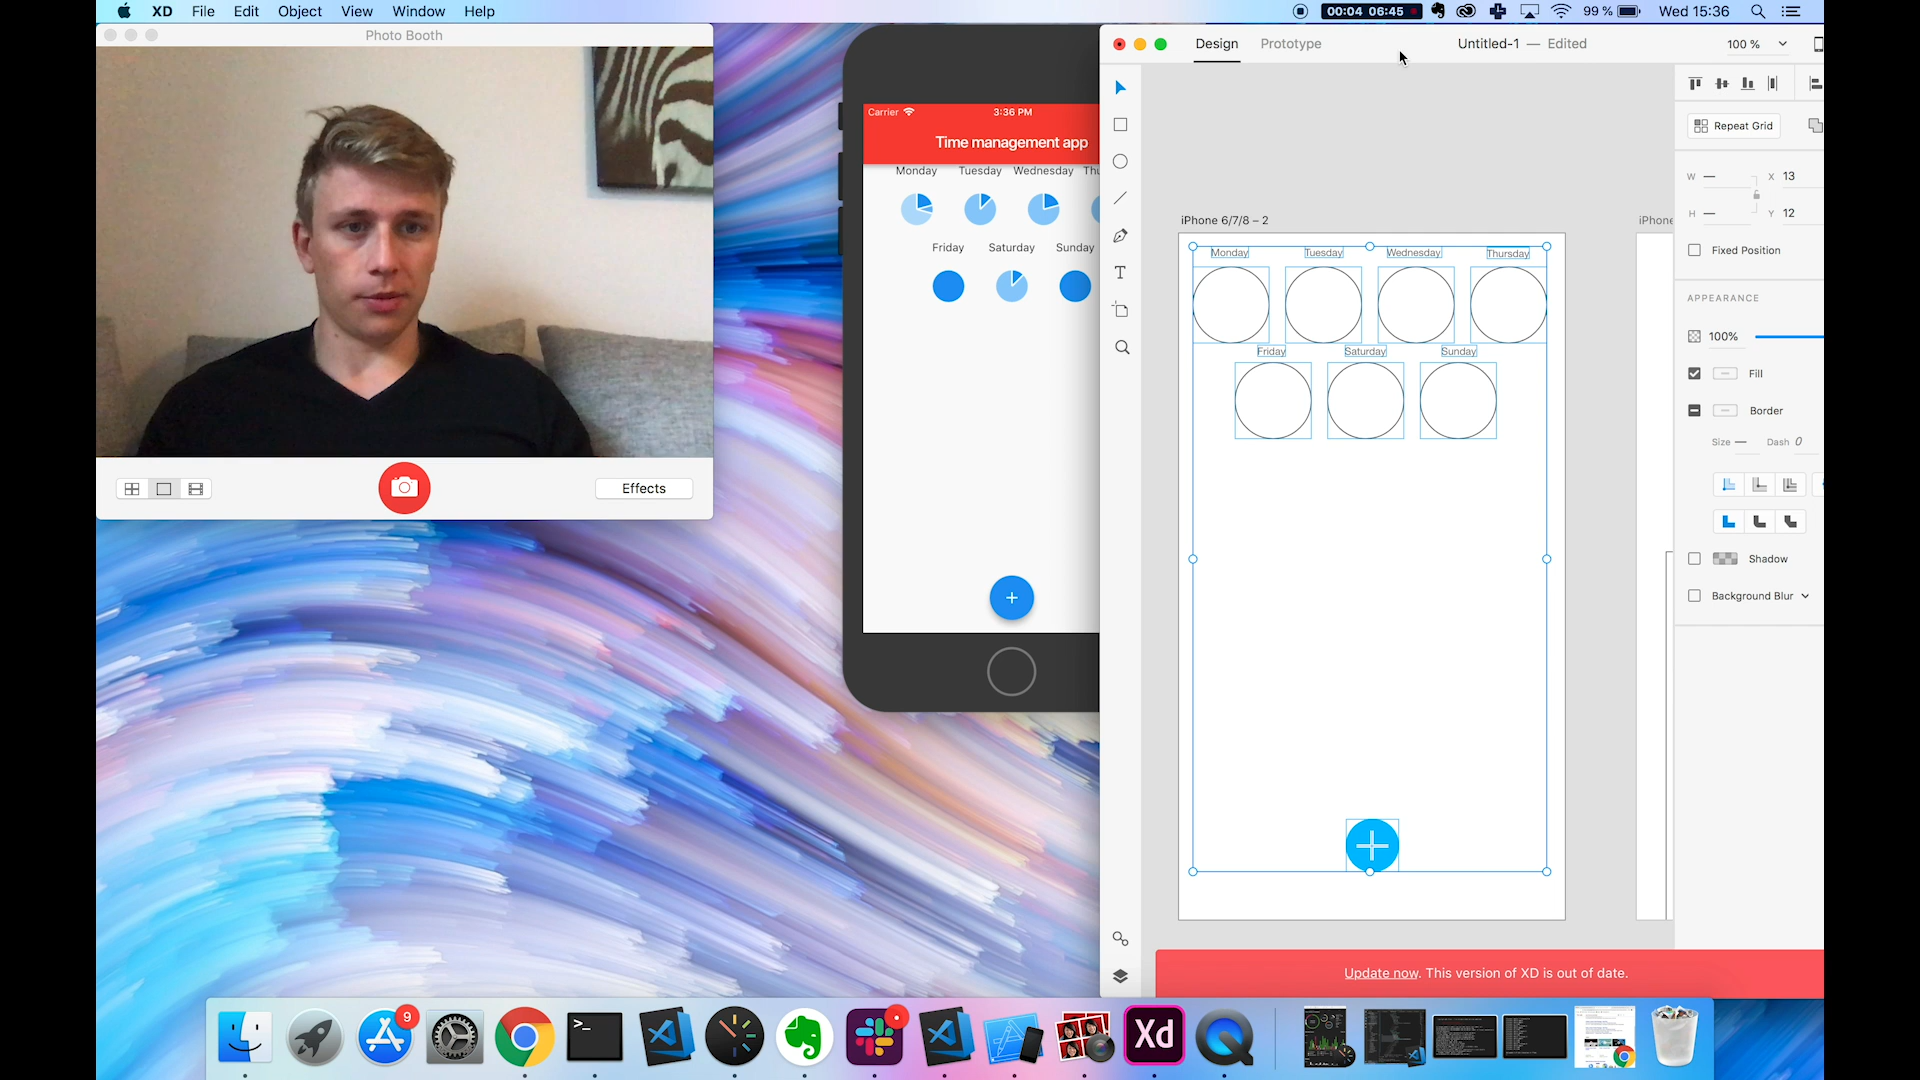 XD File Edit Object View Window Help
00:04 06:45 99 % Wed 15:36
Photo Booth
Effects
Carrier 3:36 PM
Time management app
Monday Tuesday Wednesday Thu
Friday Saturday Sunday
Design Prototype Untitled-1 — Edited 100 %
iPhone 6/7/8 – 2
iPhone
Monday Tuesday Wednesday Thursday
Friday Saturday Sunday
Repeat Grid
W — X 13
H — Y 12
Fixed Position
APPEARANCE
100%
Fill
Border
Size — Dash 0
Shadow
Background Blur
Update now. This version of XD is out of date.
9
>_
Xd